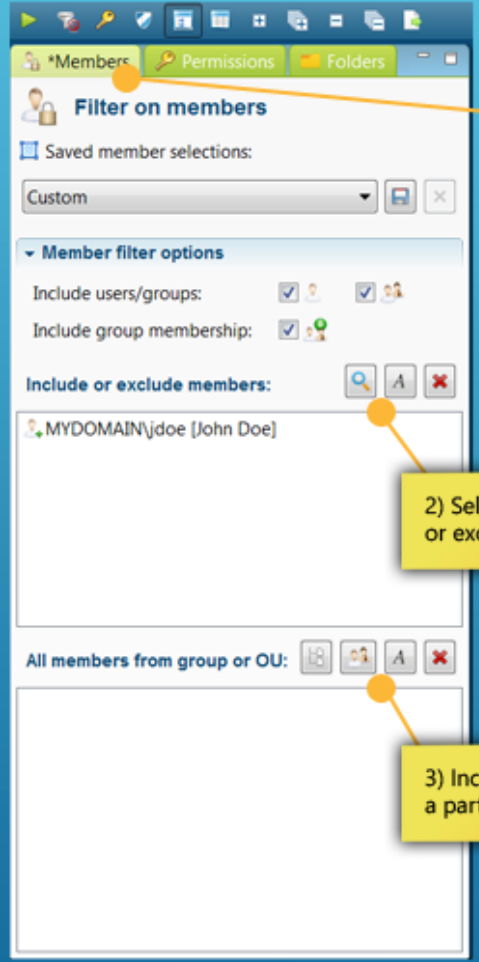 *Members Permissions Folders
Filter on members
Saved member selections:
Custom
Member filter options
Include users/groups:
Include group membership:
Include or exclude members: A
MYDOMAIN\jdoe [John Doe]
2) Sel
or exc
All members from group or OU: A
3) Inc
a part